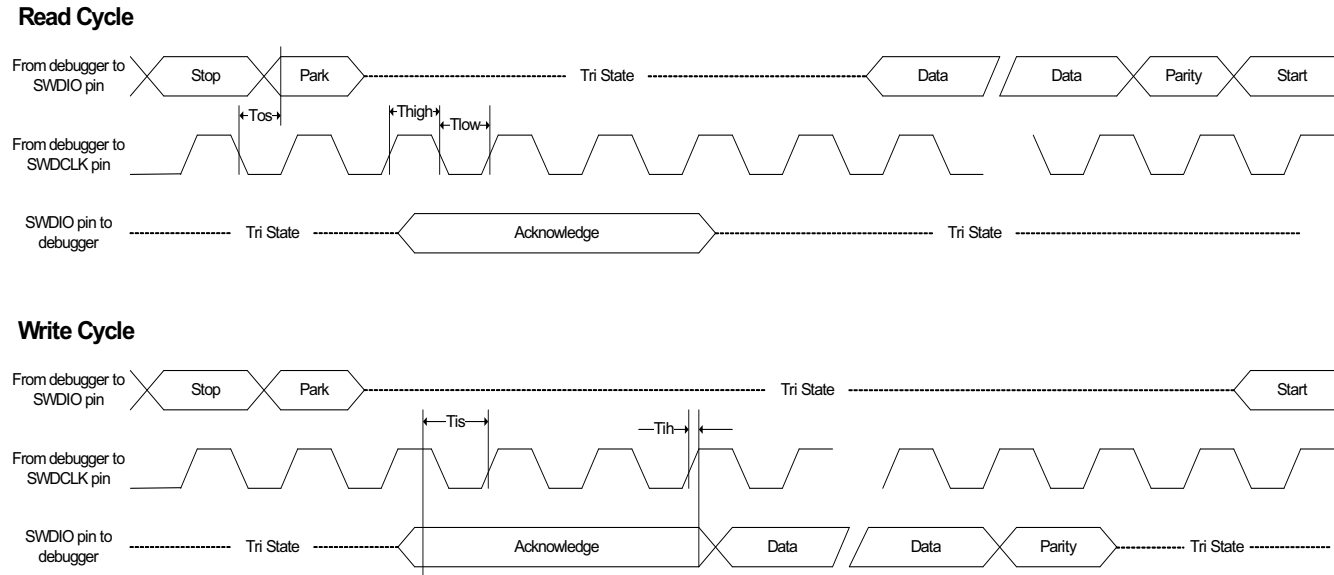 Read Cycle
From debugger to
SWDIO pin
Stop
Park
Tri State
Data
Data
Parity
Start
Tos
Thigh
Tlow
From debugger to
SWDCLK pin
SWDIO pin to
debugger
Tri State
Acknowledge
Tri State
Write Cycle
From debugger to
SWDIO pin
Stop
Park
Tri State
Start
Tis
Tih
From debugger to
SWDCLK pin
SWDIO pin to
debugger
Tri State
Acknowledge
Data
Data
Parity
Tri State